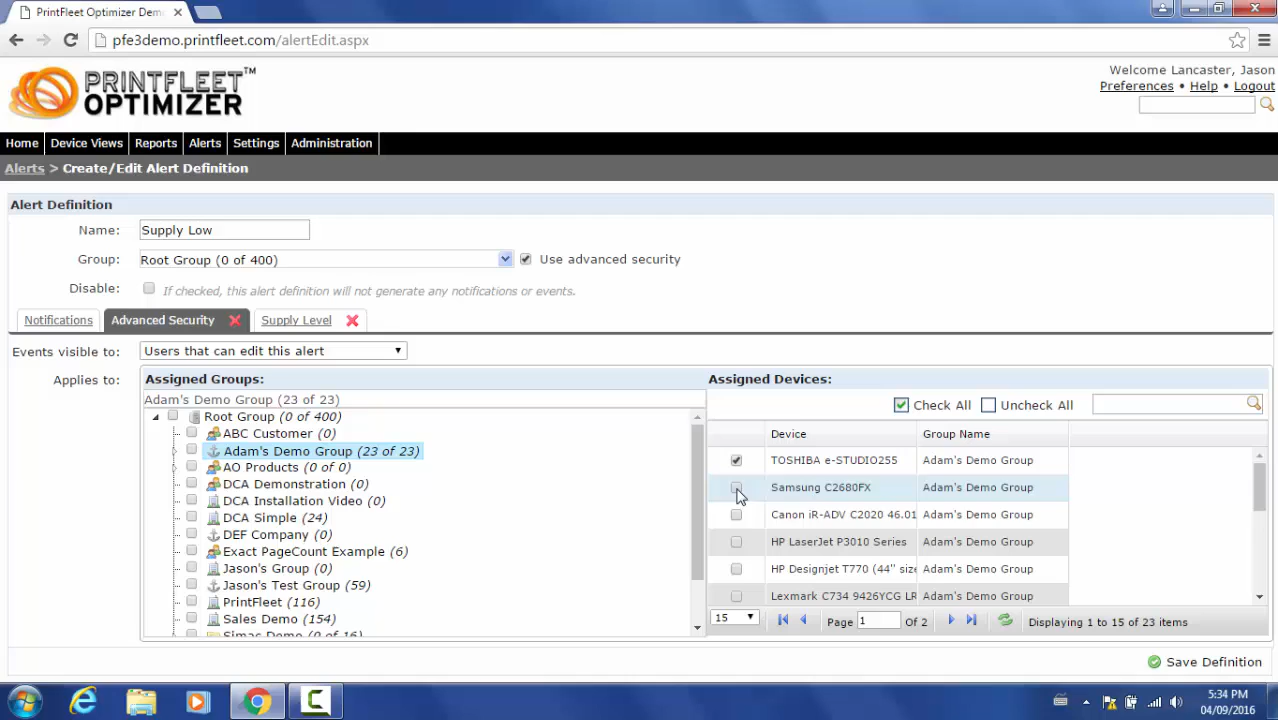 PrintFleet Optimizer Dem
pfe3demo.printfleet.com/alertEdit.aspx
PRINTFLEET™
OPTIMIZER
Welcome Lancaster, Jason
Preferences • Help • Logout
Home Device Views Reports Alerts Settings Administration
Alerts > Create/Edit Alert Definition
Alert Definition
Name: Supply Low
Group: Root Group (0 of 400) Use advanced security
Disable: If checked, this alert definition will not generate any notifications or events.
Notifications Advanced Security Supply Level
Events visible to: Users that can edit this alert
Applies to: Assigned Groups: Assigned Devices:
Adam's Demo Group (23 of 23)
Root Group (0 of 400)
ABC Customer (0)
Adam's Demo Group (23 of 23)
AO Products (0 of 0)
DCA Demonstration (0)
DCA Installation Video (0)
DCA Simple (24)
DEF Company (0)
Exact PageCount Example (6)
Jason's Group (0)
Jason's Test Group (59)
PrintFleet (116)
Sales Demo (154)
Simac Demo (0 of 16)
Check All Uncheck All
Device Group Name
TOSHIBA e-STUDIO255 Adam's Demo Group
Samsung C2680FX Adam's Demo Group
Canon iR-ADV C2020 46.01 Adam's Demo Group
HP LaserJet P3010 Series Adam's Demo Group
HP Designjet T770 (44" size Adam's Demo Group
Lexmark C734 9426YCG LR Adam's Demo Group
15 Page 1 Of 2 Displaying 1 to 15 of 23 items
Save Definition
5:34 PM
04/09/2016